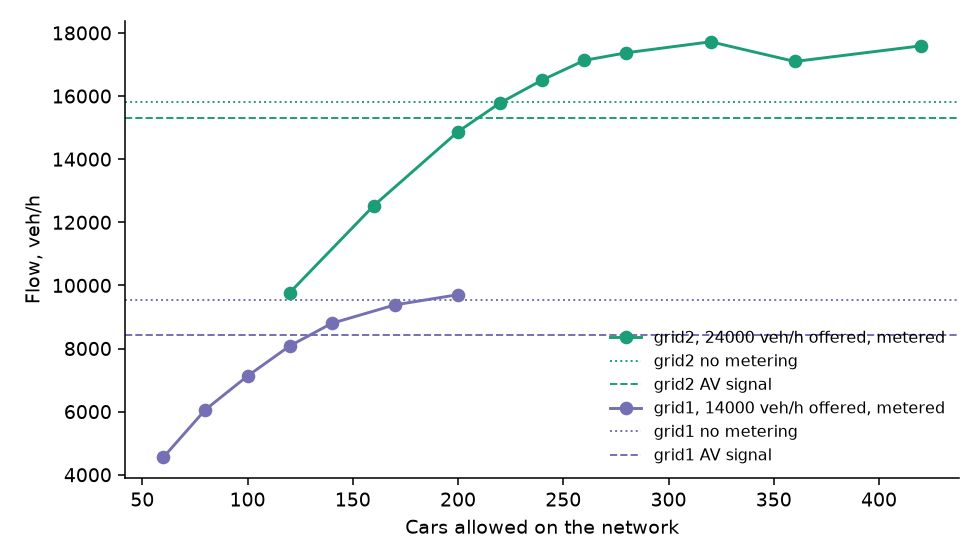 18000
16000
14000
12000
10000
8000
6000
4000
Flow, veh/h
grid2, 24000 veh/h offered, metered
grid2 no metering
grid2 AV signal
grid1, 14000 veh/h offered, metered
grid1 no metering
grid1 AV signal
50 100 150 200 250 300 350 400
Cars allowed on the network